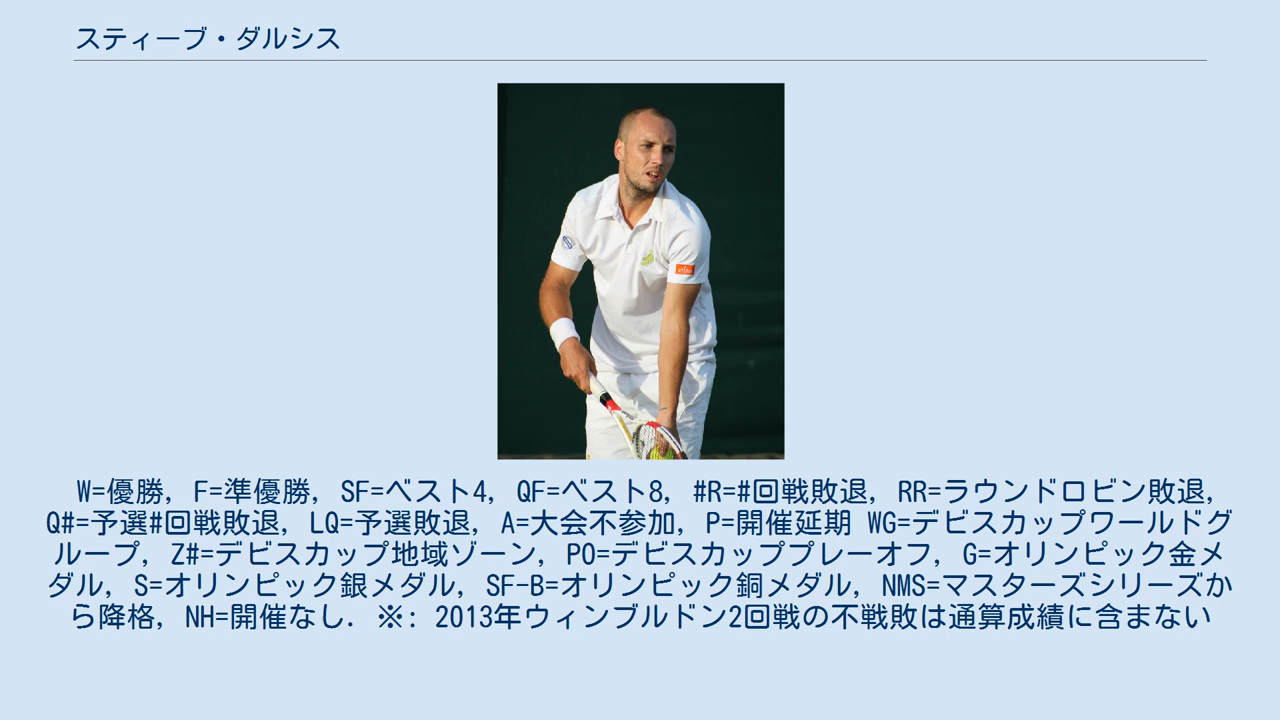 スティーブ・ダルシス
W=優勝, F=準優勝, SF=ベスト4, QF=ベスト8, #R=#回戦敗退, RR=ラウンドロビン敗退,
Q#=予選#回戦敗退, LQ=予選敗退, A=大会不参加, P=開催延期 WG=デビスカップワールドグ
ループ, Z#=デビスカップ地域ゾーン, PO=デビスカッププレーオフ, G=オリンピック金メ
ダル, S=オリンピック銀メダル, SF-B=オリンピック銅メダル, NMS=マスターズシリーズか
ら降格, NH=開催なし. ※: 2013年ウィンブルドン2回戦の不戦敗は通算成績に含まない